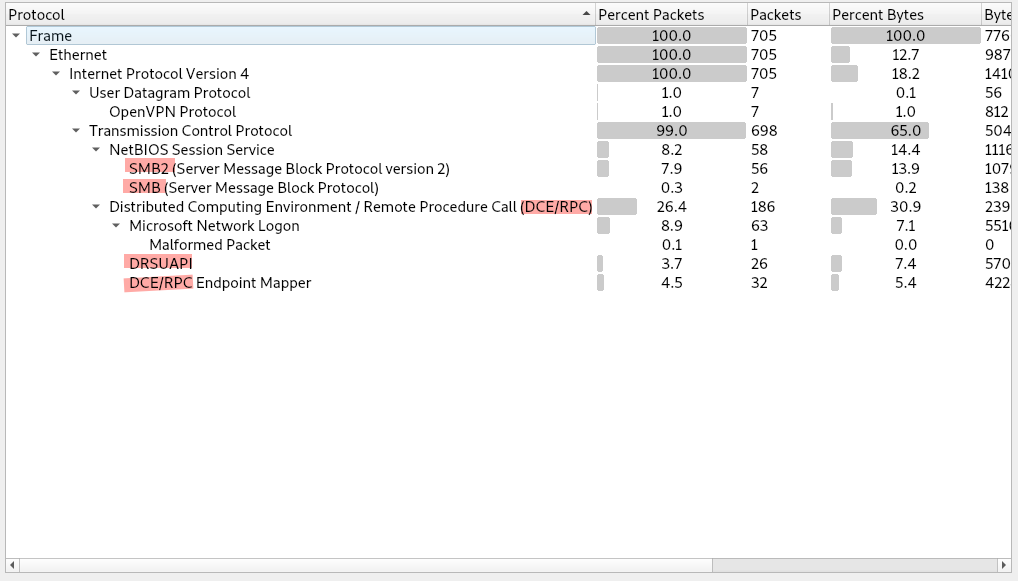 Protocol Percent Packets Packets Percent Bytes Byte
Frame 100.0 705 100.0 776
Ethernet 100.0 705 12.7 987
Internet Protocol Version 4 100.0 705 18.2 1410
User Datagram Protocol 1.0 7 0.1 56
OpenVPN Protocol 1.0 7 1.0 812
Transmission Control Protocol 99.0 698 65.0 504
NetBIOS Session Service 8.2 58 14.4 1116
SMB2 (Server Message Block Protocol version 2) 7.9 56 13.9 1079
SMB (Server Message Block Protocol) 0.3 2 0.2 138
Distributed Computing Environment / Remote Procedure Call (DCE/RPC) 26.4 186 30.9 239
Microsoft Network Logon 8.9 63 7.1 5510
Malformed Packet 0.1 1 0.0 0
DRSUAPI 3.7 26 7.4 570
DCE/RPC Endpoint Mapper 4.5 32 5.4 422